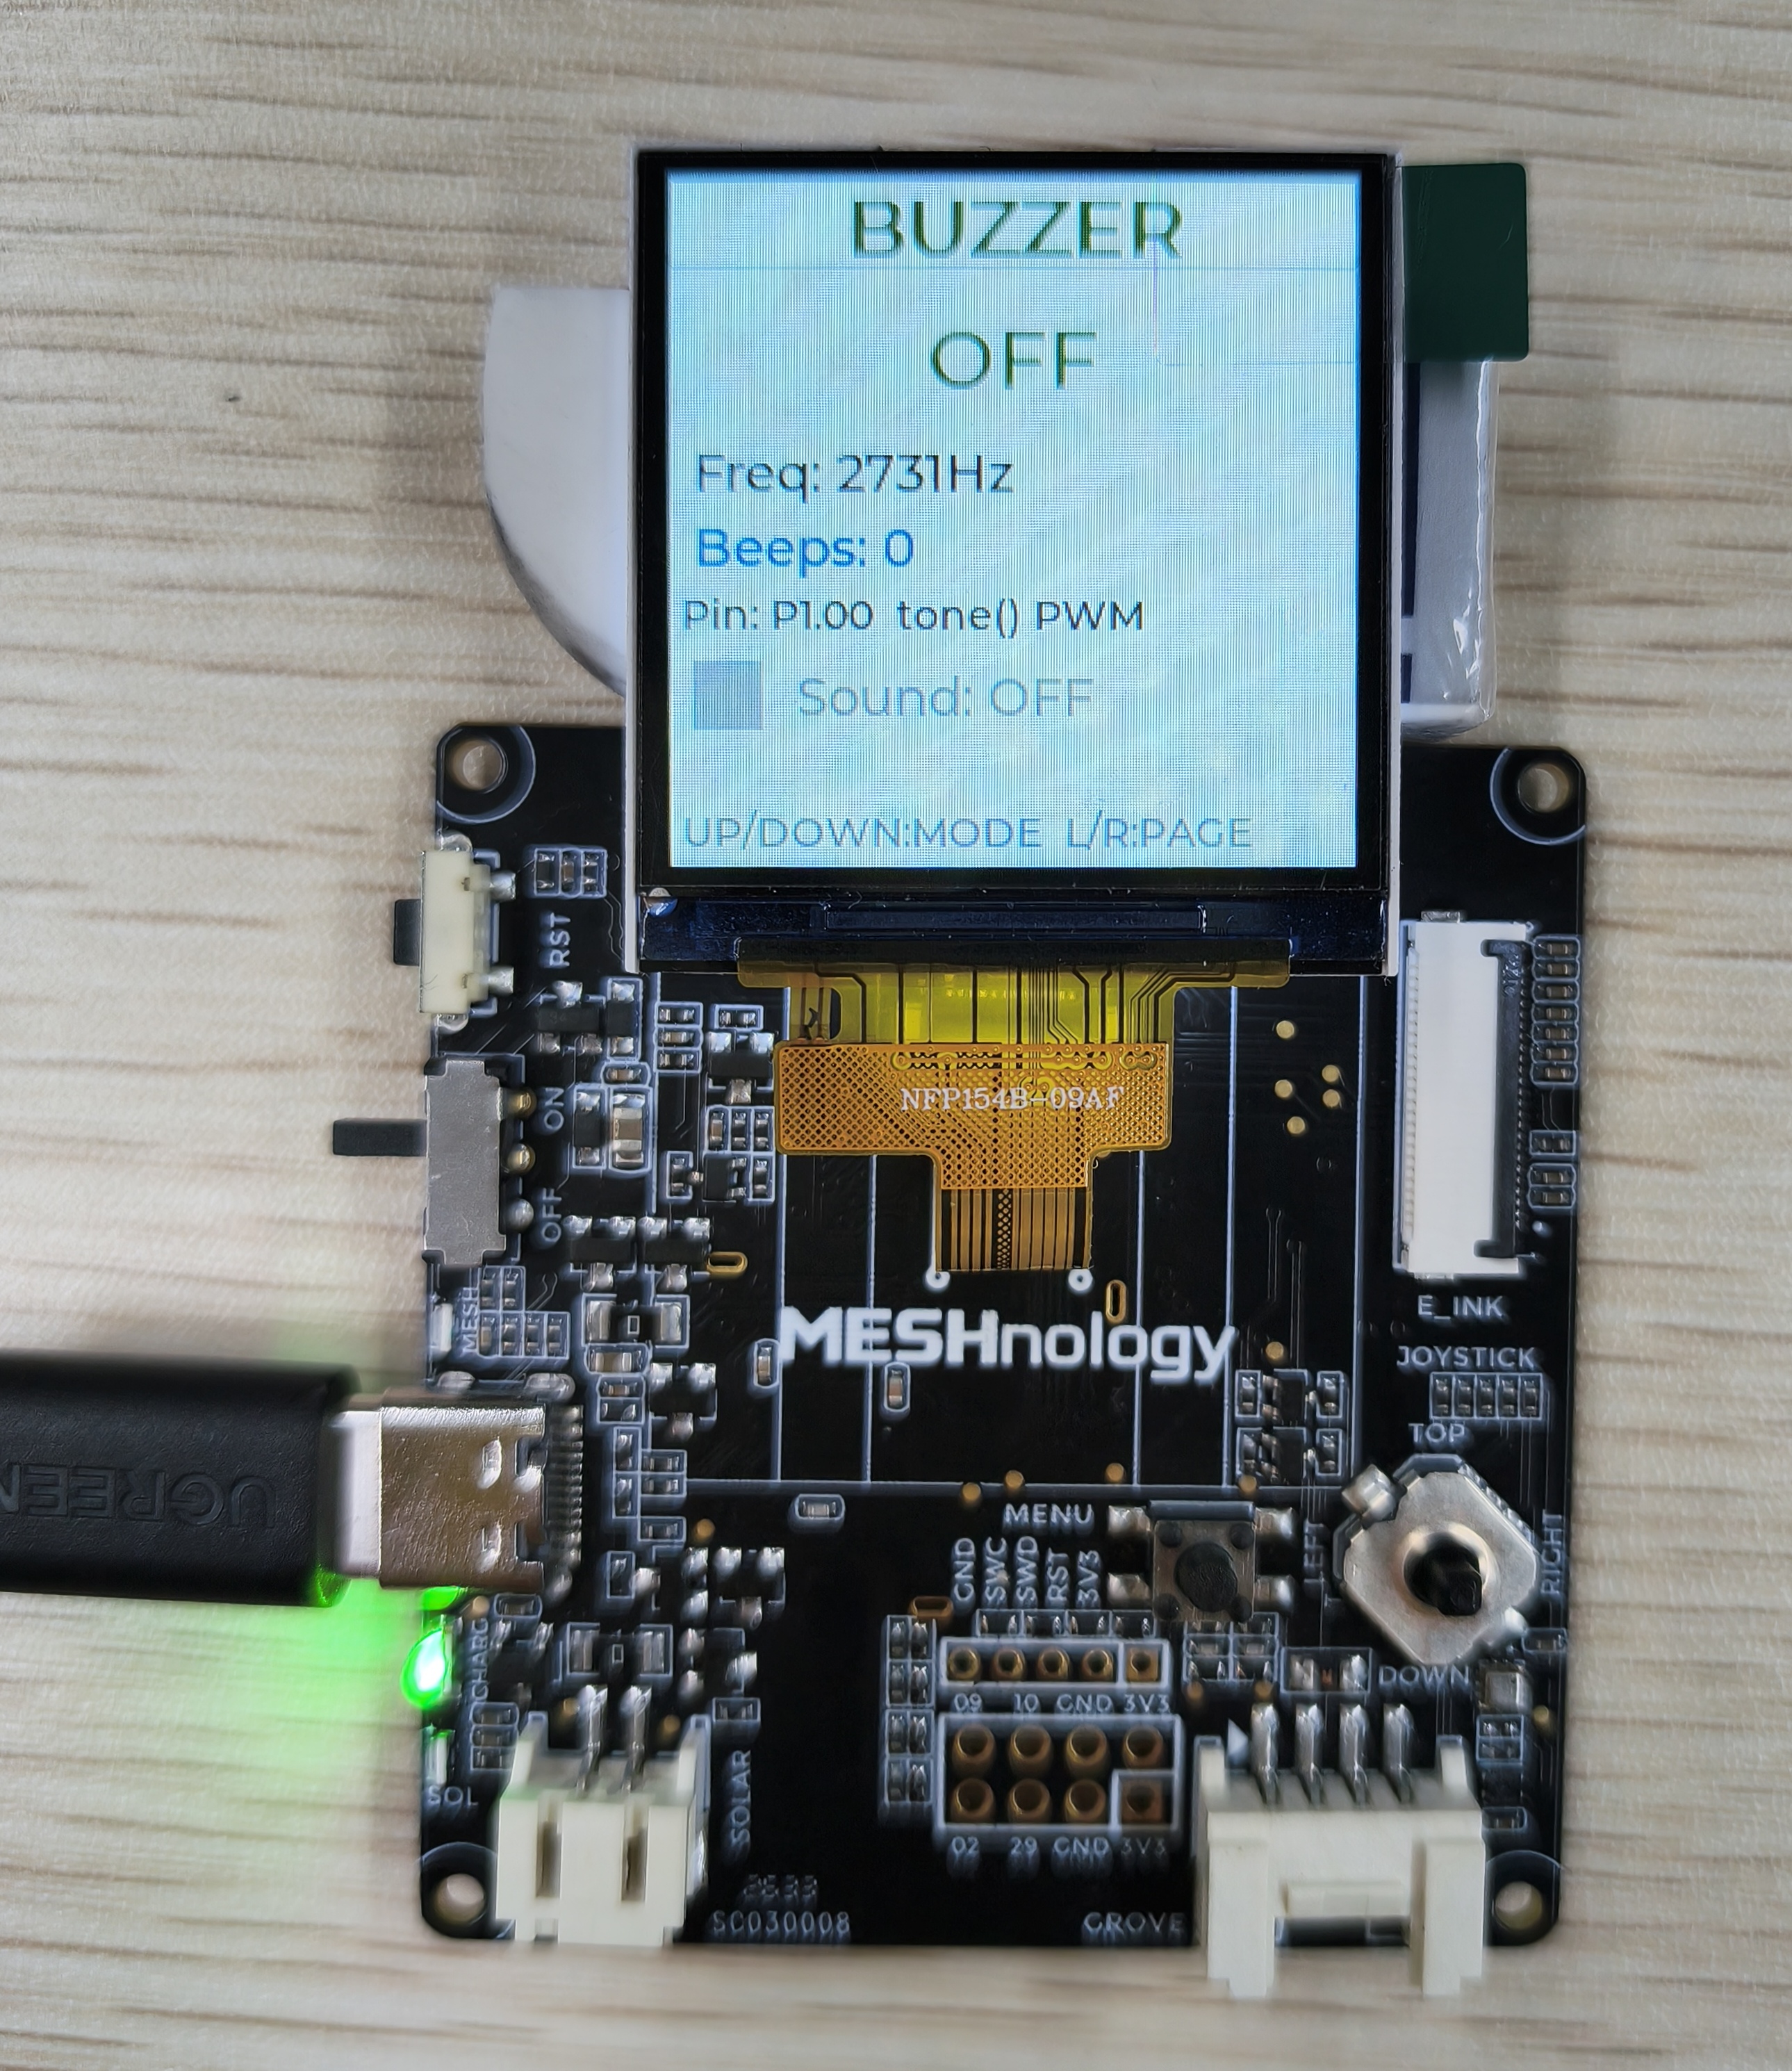 BUZZER
OFF
Freq: 2731Hz
Beeps: 0
Pin: P1.00 tone() PWM
Sound: OFF
UP/DOWN:MODE L/R:PAGE
RST
NFP154B-09AF
ON
OFF
MESH
E_INK
MESHnology
JOYSTICK
TOP
UGREEN
MENU
LEFT
RIGHT
GND
SWC
SWD
RST
3V3
CHARG
DOWN
09 10 GND 3V3
SOL
SOLAR
02 29 GND 3V3
SC030008
GROVE